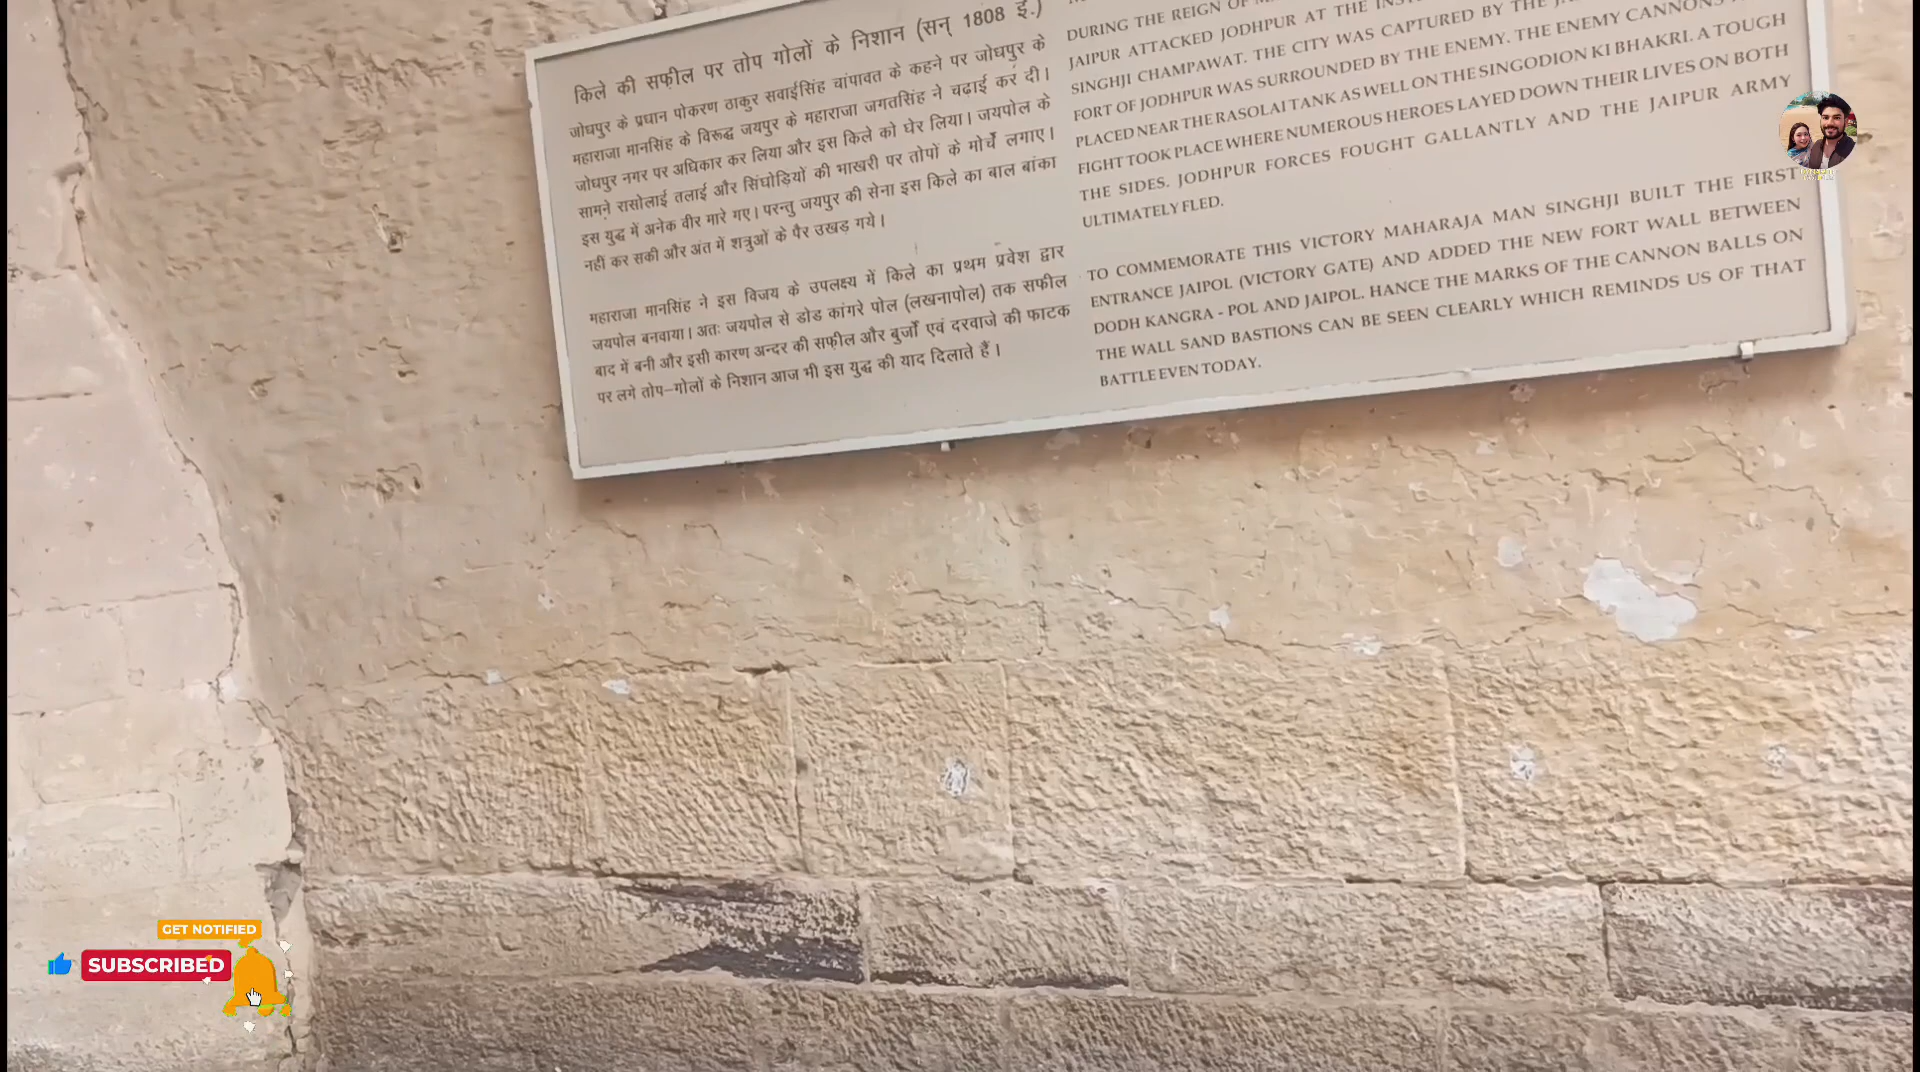 किले की सफ़ील पर तोप गोलों के निशान (सन् 1808 ई.)
जोधपुर के प्रधान पोकरण ठाकुर सवाईसिंह चांपावत के कहने पर जोधपुर के
महाराजा मानसिंह के विरूद्ध जयपुर के महाराजा जगतसिंह ने चढ़ाई कर दी।
जोधपुर नगर पर अधिकार कर लिया और इस किले को घेर लिया। जयपोल के
सामने रासोलाई तलाई और सिंघोड़ियों की भाखरी पर तोपों के मोर्चे लगाए।
इस युद्ध में अनेक वीर मारे गए। परन्तु जयपुर की सेना इस किले का बाल बांका
नहीं कर सकी और अंत में शत्रुओं के पैर उखड़ गये।
महाराजा मानसिंह ने इस विजय के उपलक्ष्य में किले का प्रथम प्रवेश द्वार
जयपोल बनवाया। अतः जयपोल से डोड कांगरे पोल (लखनापोल) तक सफील
बाद में बनी और इसी कारण अन्दर की सफ़ील और बुर्जों एवं दरवाजे की फाटक
पर लगे तोप-गोलों के निशान आज भी इस युद्ध की याद दिलाते हैं।
DURING THE REIGN OF
JAIPUR ATTACKED JODHPUR AT THE
SINGHJI CHAMPAWAT. THE CITY WAS CAPTURED BY THE
FORT OF JODHPUR WAS SURROUNDED BY THE ENEMY. THE ENEMY CANNONS
PLACED NEAR THE RASOLAI TANK AS WELL ON THE SINGODION KI BHAKRI. A TOUGH
FIGHT TOOK PLACE WHERE NUMEROUS HEROES LAYED DOWN THEIR LIVES ON BOTH
THE SIDES. JODHPUR FORCES FOUGHT GALLANTLY AND THE JAIPUR ARMY
ULTIMATELY FLED.
TO COMMEMORATE THIS VICTORY MAHARAJA MAN SINGHJI BUILT THE FIRST
ENTRANCE JAIPOL (VICTORY GATE) AND ADDED THE NEW FORT WALL BETWEEN
DODH KANGRA - POL AND JAIPOL. HANCE THE MARKS OF THE CANNON BALLS ON
THE WALL SAND BASTIONS CAN BE SEEN CLEARLY WHICH REMINDS US OF THAT
BATTLE EVEN TODAY.
GET NOTIFIED
SUBSCRIBED